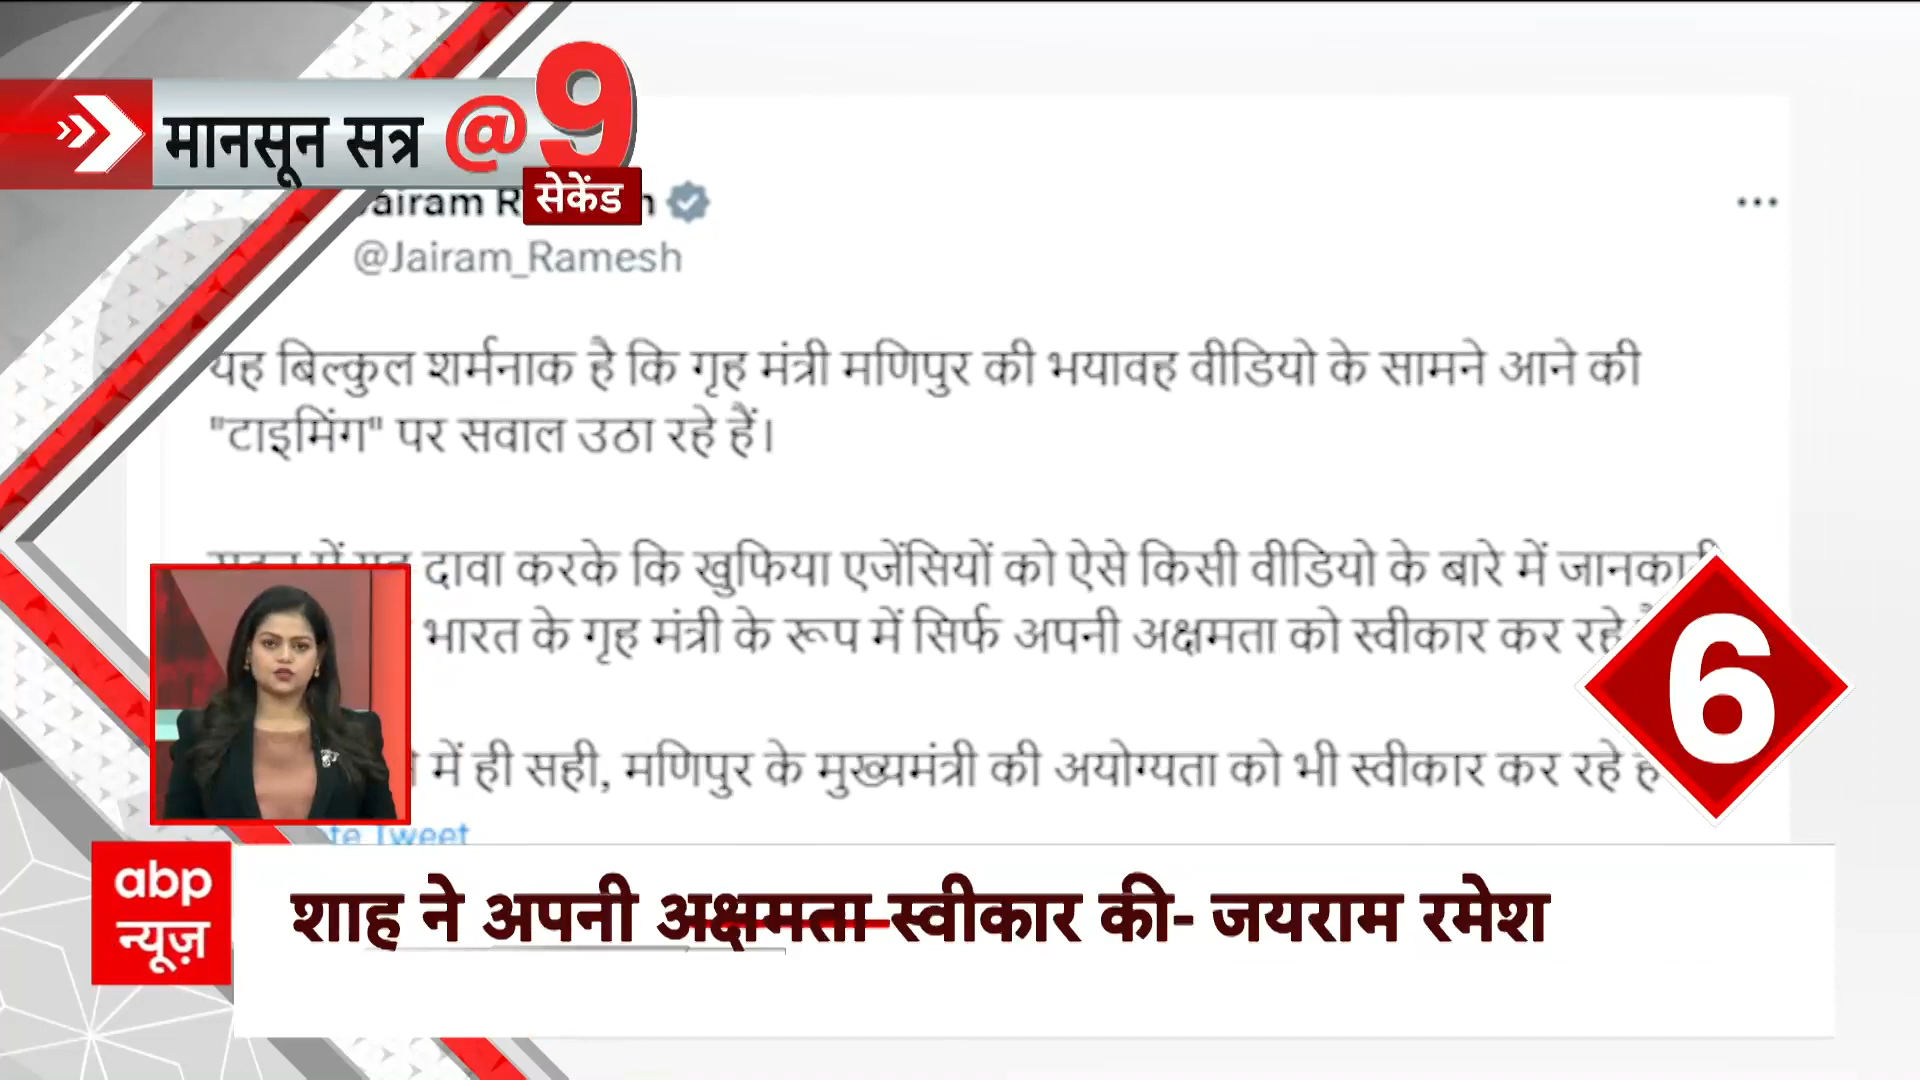 मानसून सत्र @ 9
सेकेंड
@Jairam_Ramesh
यह बिल्कुल शर्मनाक है कि गृह मंत्री मणिपुर की भयावह वीडियो के सामने आने की
"टाइमिंग" पर सवाल उठा रहे हैं।
दावा करके कि खुफिया एजेंसियों को ऐसे किसी वीडियो के बारे में
भारत के गृह मंत्री के रूप में सिर्फ अपनी अक्षमता को स्वीकार कर रहे
में ही सही, मणिपुर के मुख्यमंत्री की अयोग्यता को भी स्वीकार कर रहे
6
Tweet
abp
न्यूज़
शाह ने अपनी अक्षमता स्वीकार की- जयराम रमेश